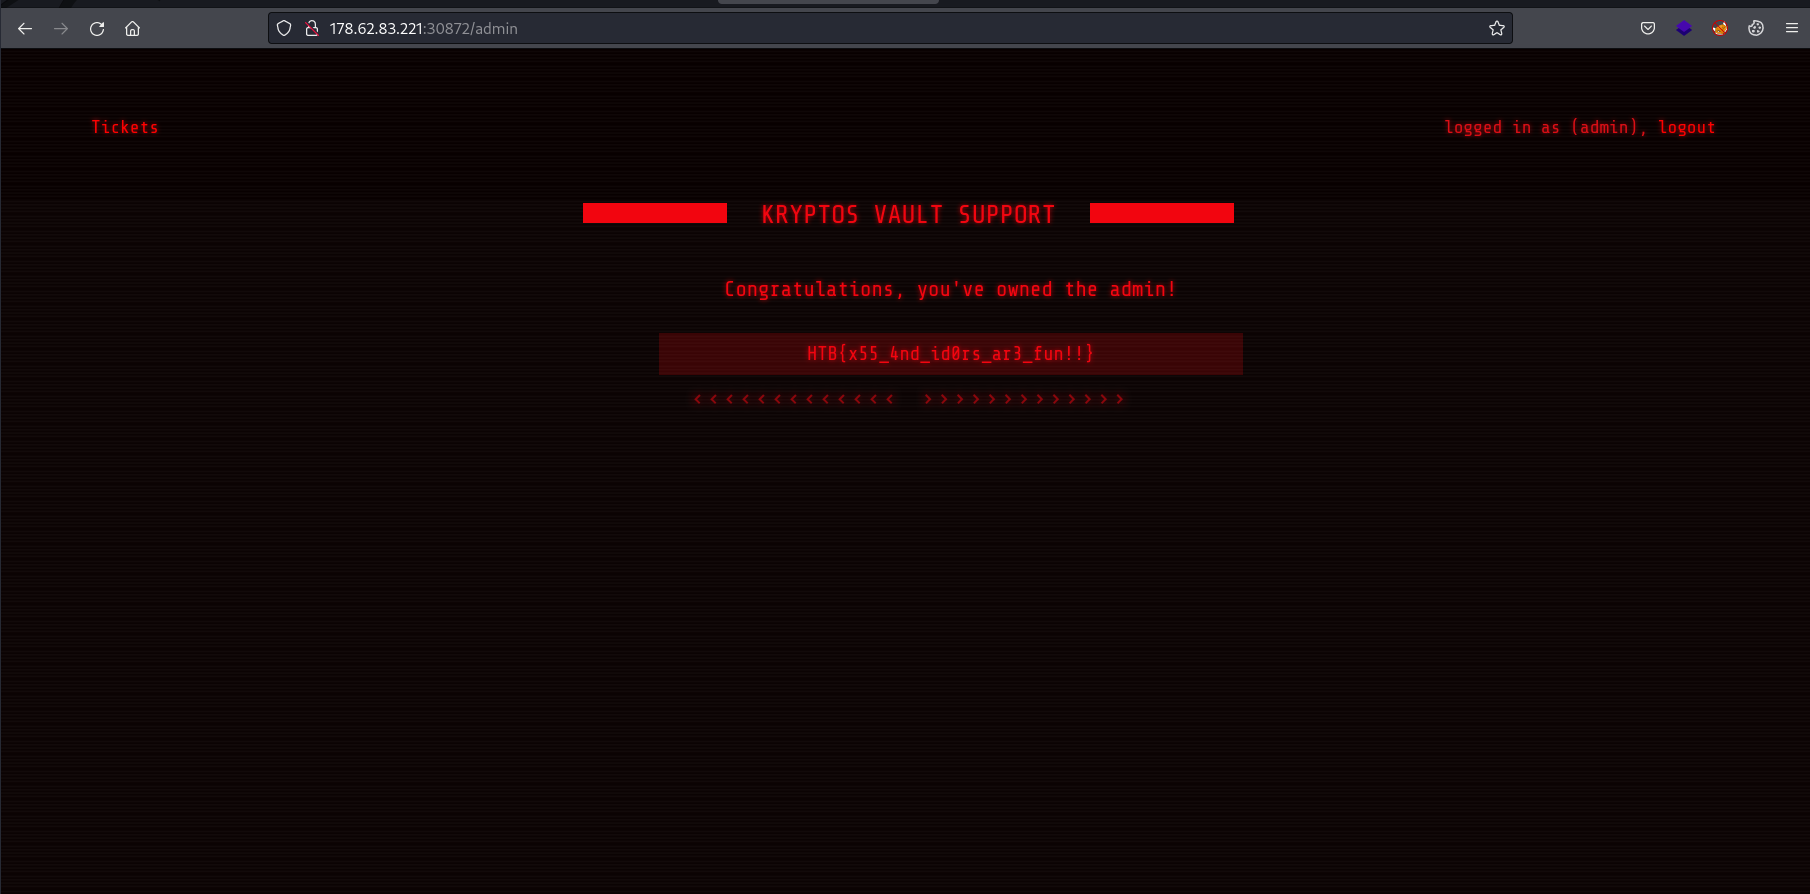 178.62.83.221:30872/admin
Tickets
logged in as (admin), logout
KRYPTOS VAULT SUPPORT
Congratulations, you've owned the admin!
HTB{x55_4nd_id0rs_ar3_fun!!}
<<<<<<<<<<<<< >>>>>>>>>>>>>